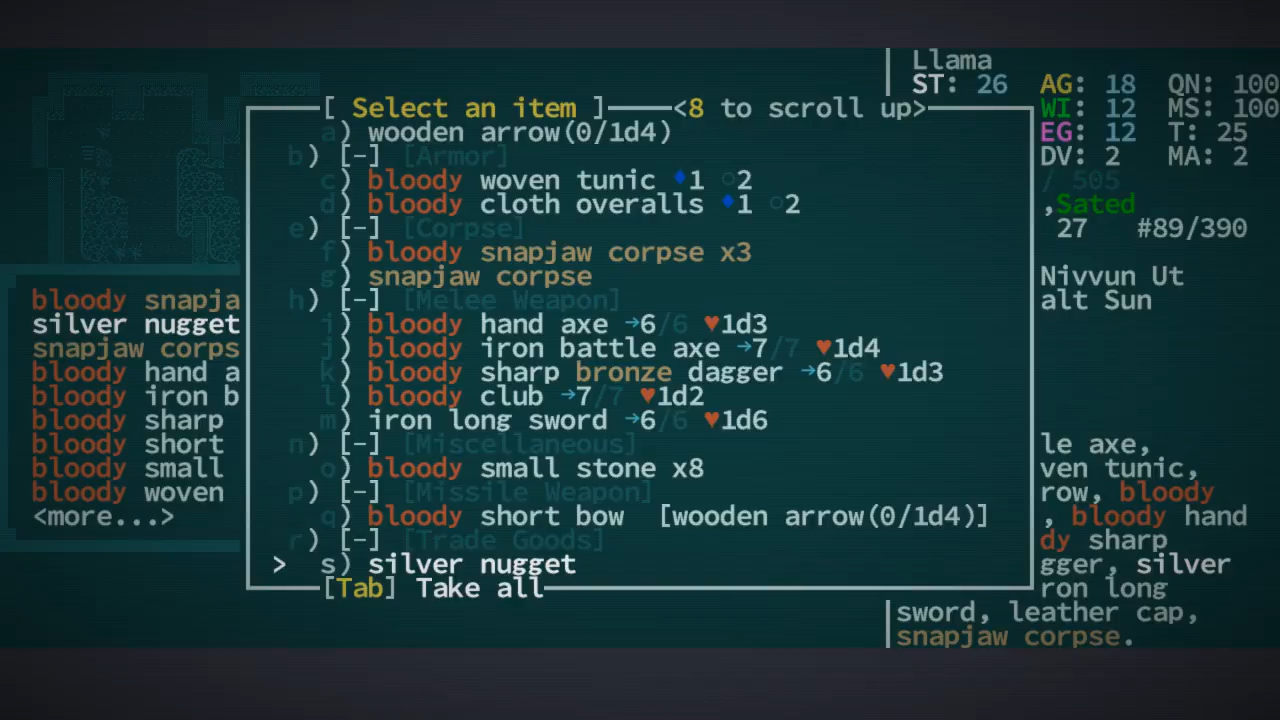 Llama
ST: 26 AG: 18 QN: 100
WI: 12 MS: 100
EG: 12 T: 25
DV: 2 MA: 2
/ 505
,Sated
27 #89/390
Nivvun Ut
alt Sun
[ Select an item ] <8 to scroll up>
a) wooden arrow(0/1d4)
b) [-] [Armor]
c) bloody woven tunic ♦1 ○2
d) bloody cloth overalls ♦1 ○2
e) [-] [Corpse]
f) bloody snapjaw corpse x3
g) snapjaw corpse
h) [-] [Melee Weapon]
i) bloody hand axe →6/6 ♥1d3
j) bloody iron battle axe →7/7 ♥1d4
k) bloody sharp bronze dagger →6/6 ♥1d3
l) bloody club →7/7 ♥1d2
m) iron long sword →6/6 ♥1d6
n) [-] [Miscellaneous]
o) bloody small stone x8
p) [-] [Missile Weapon]
q) bloody short bow [wooden arrow(0/1d4)]
r) [-] [Trade Goods]
> s) silver nugget
[Tab] Take all
bloody snapja
silver nugget
snapjaw corps
bloody hand a
bloody iron b
bloody sharp
bloody short
bloody small
bloody woven
<more...>
le axe,
ven tunic,
row, bloody
, bloody hand
dy sharp
gger, silver
ron long
sword, leather cap,
snapjaw corpse.